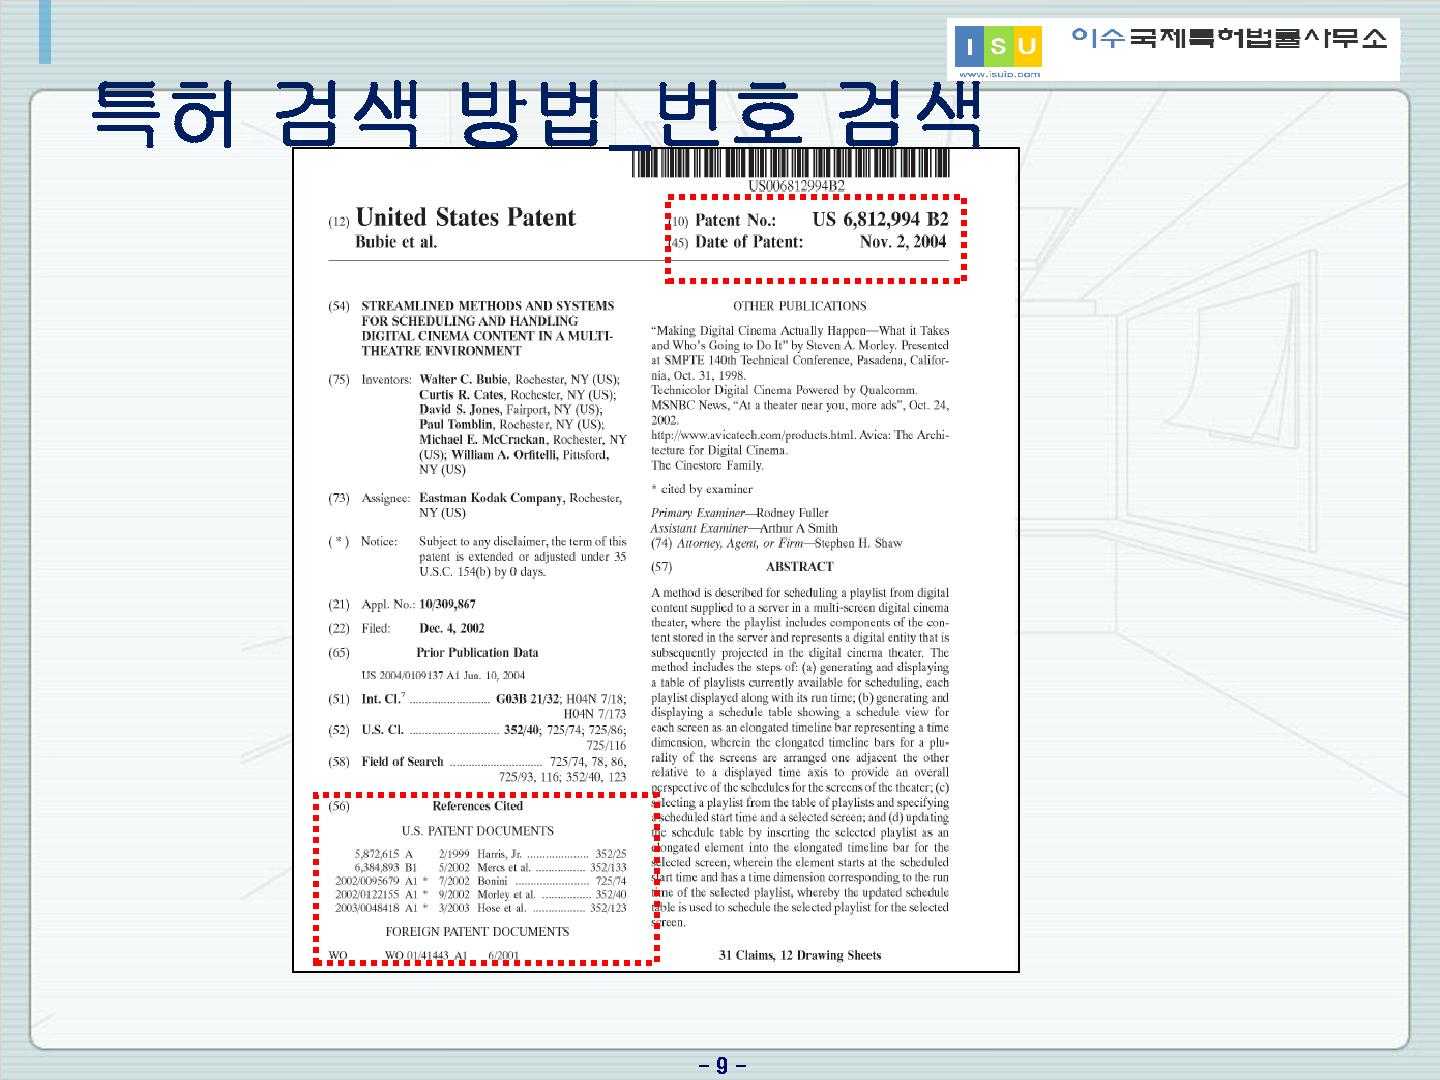 ISU
www.isuip.com
이수국제특허법률사무소
특허 검색 방법_번호 검색
US006812994B2
(12) United States Patent
Bubie et al.
(10) Patent No.: US 6,812,994 B2
(45) Date of Patent: Nov. 2, 2004
(54) STREAMLINED METHODS AND SYSTEMS
FOR SCHEDULING AND HANDLING
DIGITAL CINEMA CONTENT IN A MULTI-
THEATRE ENVIRONMENT
(75) Inventors: Walter C. Bubie, Rochester, NY (US);
Curtis R. Cates, Rochester, NY (US);
David S. Jones, Fairport, NY (US);
Paul Tomblin, Rochester, NY (US);
Michael E. McCrackan, Rochester, NY
(US); William A. Orfitelli, Pittsford,
NY (US)
(73) Assignee: Eastman Kodak Company, Rochester,
NY (US)
( * ) Notice: Subject to any disclaimer, the term of this
patent is extended or adjusted under 35
U.S.C. 154(b) by 0 days.
(21) Appl. No.: 10/309,867
(22) Filed: Dec. 4, 2002
(65) Prior Publication Data
US 2004/0109137 A1 Jun. 10, 2004
(51) Int. Cl.7 ........................... G03B 21/32; H04N 7/18;
H04N 7/173
(52) U.S. Cl. .............................. 352/40; 725/74; 725/86;
725/116
(58) Field of Search ............................... 725/74, 78, 86,
725/93, 116; 352/40, 123
(56) References Cited
U.S. PATENT DOCUMENTS
5,872,615 A 2/1999 Harris, Jr. .................... 352/25
6,384,893 B1 5/2002 Mercs et al. ................ 352/133
2002/0095679 A1 * 7/2002 Bonini ........................ 725/74
2002/0122155 A1 * 9/2002 Morley et al. ................ 352/40
2003/0048418 A1 * 3/2003 Hose et al. ................. 352/123
FOREIGN PATENT DOCUMENTS
WO WO 01/41443 A1 6/2001
OTHER PUBLICATIONS
“Making Digital Cinema Actually Happen—What it Takes
and Who's Going to Do It” by Steven A. Morley. Presented
at SMPTE 140th Technical Conference, Pasadena, Califor-
nia, Oct. 31, 1998.
Technicolor Digital Cinema Powered by Qualcomm.
MSNBC News, “At a theater near you, more ads”, Oct. 24,
2002.
http://www.avicatech.com/products.html. Avica: The Archi-
tecture for Digital Cinema.
The Cinestore Family.
* cited by examiner
Primary Examiner—Rodney Fuller
Assistant Examiner—Arthur A Smith
(74) Attorney, Agent, or Firm—Stephen H. Shaw
(57) ABSTRACT
A method is described for scheduling a playlist from digital
content supplied to a server in a multi-screen digital cinema
theater, where the playlist includes components of the con-
tent stored in the server and represents a digital entity that is
subsequently projected in the digital cinema theater. The
method includes the steps of: (a) generating and displaying
a table of playlists currently available for scheduling, each
playlist displayed along with its run time; (b) generating and
displaying a schedule table showing a schedule view for
each screen as an elongated timeline bar representing a time
dimension, wherein the elongated timeline bars for a plu-
rality of the screens are arranged one adjacent the other
relative to a displayed time axis to provide an overall
perspective of the schedules for the screens of the theater; (c)
selecting a playlist from the table of playlists and specifying
a scheduled start time and a selected screen; and (d) updating
the schedule table by inserting the selected playlist as an
elongated element into the elongated timeline bar for the
selected screen, wherein the element starts at the scheduled
start time and has a time dimension corresponding to the run
time of the selected playlist, whereby the updated schedule
table is used to schedule the selected playlist for the selected
screen.
31 Claims, 12 Drawing Sheets
- 9 -